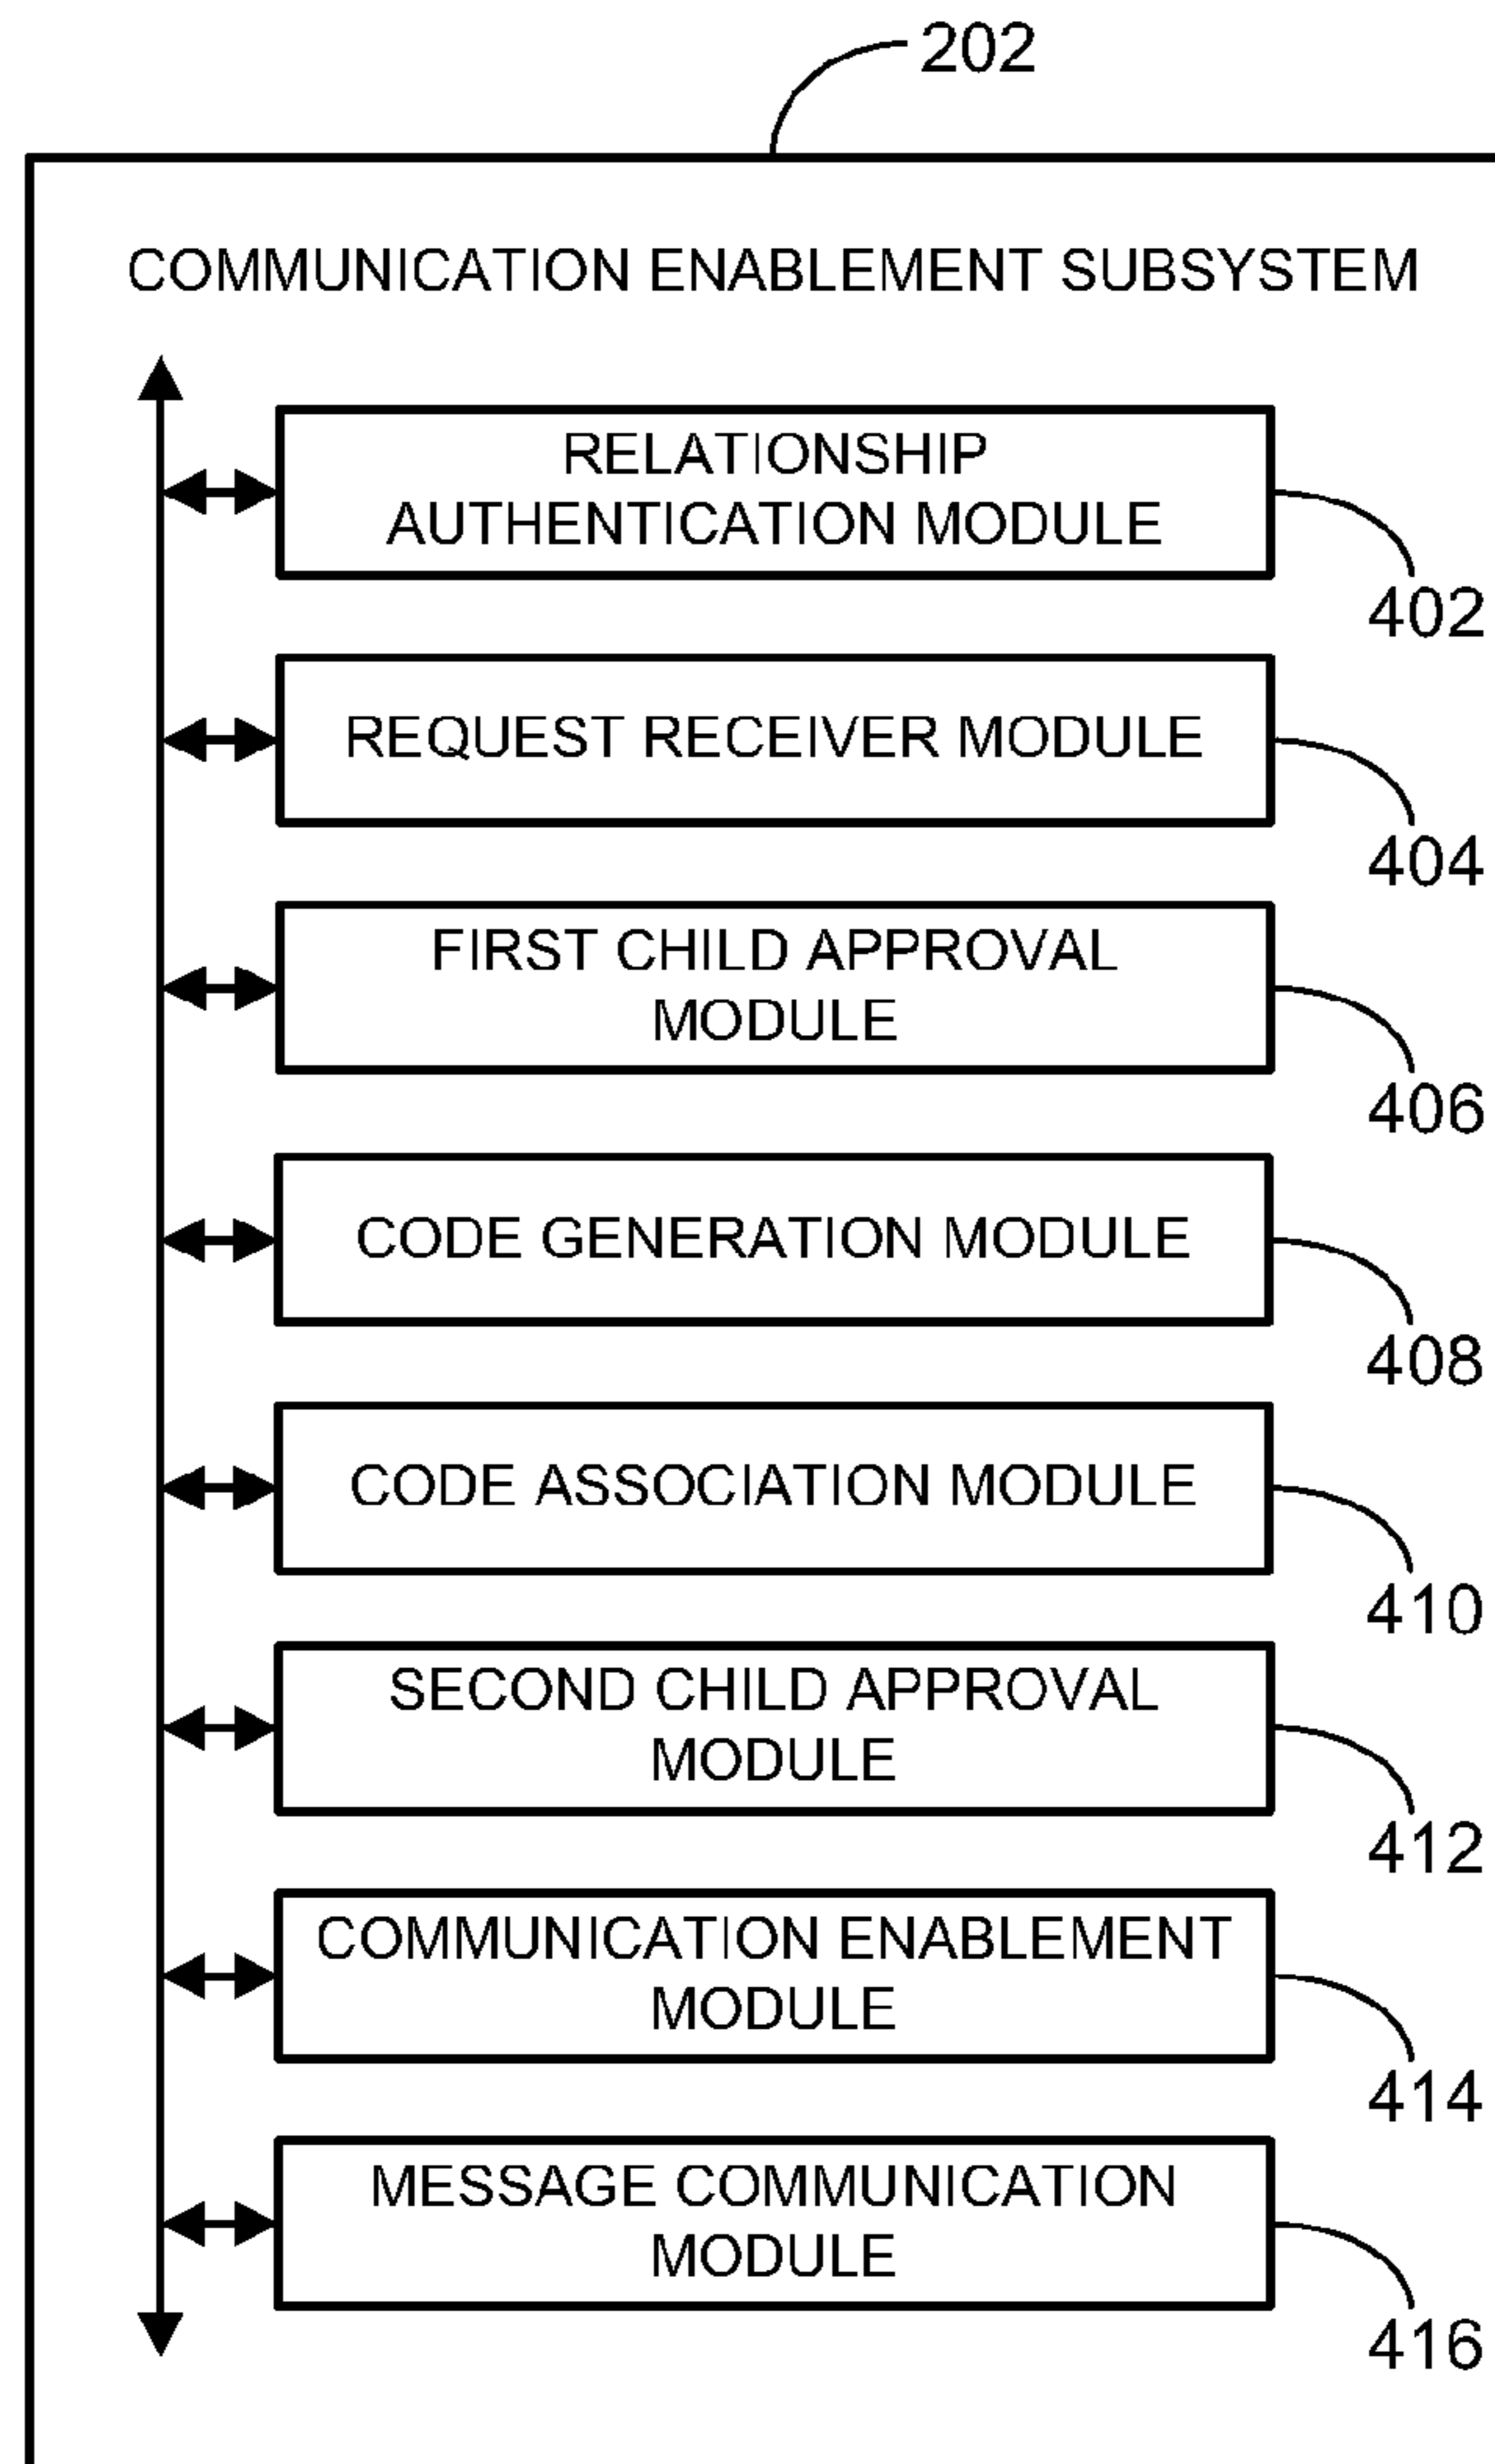 202
COMMUNICATION ENABLEMENT SUBSYSTEM
RELATIONSHIP
AUTHENTICATION MODULE
402
REQUEST RECEIVER MODULE
404
FIRST CHILD APPROVAL
MODULE
406
CODE GENERATION MODULE
408
CODE ASSOCIATION MODULE
410
SECOND CHILD APPROVAL
MODULE
412
COMMUNICATION ENABLEMENT
MODULE
414
MESSAGE COMMUNICATION
MODULE
416